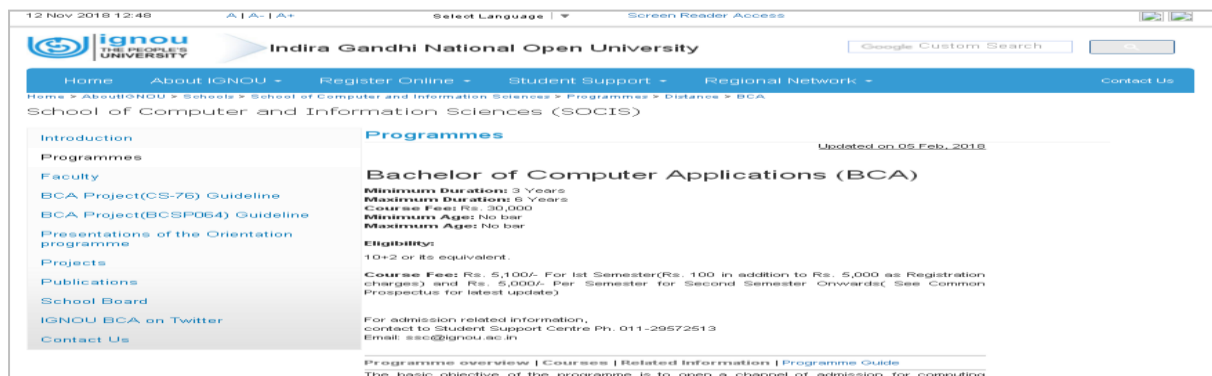 12 Nov 2018 12:48 A | A- | A+ Select Language | ▼ Screen Reader Access
ignou
THE PEOPLE'S
UNIVERSITY
Indira Gandhi National Open University
Google Custom Search
Home About IGNOU Register Online Student Support Regional Network Contact Us
Home > AboutIGNOU > Schools > School of Computer and Information Sciences > Programmes > Distance > BCA
School of Computer and Information Sciences (SOCIS)
Introduction
Programmes
Faculty
BCA Project(CS-76) Guideline
BCA Project(BCSP064) Guideline
Presentations of the Orientation
programme
Projects
Publications
School Board
IGNOU BCA on Twitter
Contact Us
Programmes
Updated on 05 Feb, 2018
Bachelor of Computer Applications (BCA)
Minimum Duration: 3 Years
Maximum Duration: 6 Years
Course Fee: Rs. 30,000
Minimum Age: No bar
Maximum Age: No bar
Eligibility:
10+2 or its equivalent.
Course Fee: Rs. 5,100/- For Ist Semester(Rs. 100 in addition to Rs. 5,000 as Registration
charges) and Rs. 5,000/- Per Semester for Second Semester Onwards( See Common
Prospectus for latest update)
For admission related information,
contact to Student Support Centre Ph. 011-29572513
Email: ssc@ignou.ac.in
Programme overview | Courses | Related Information | Programme Guide
The basic objective of the programme is to open a channel of admission for computing